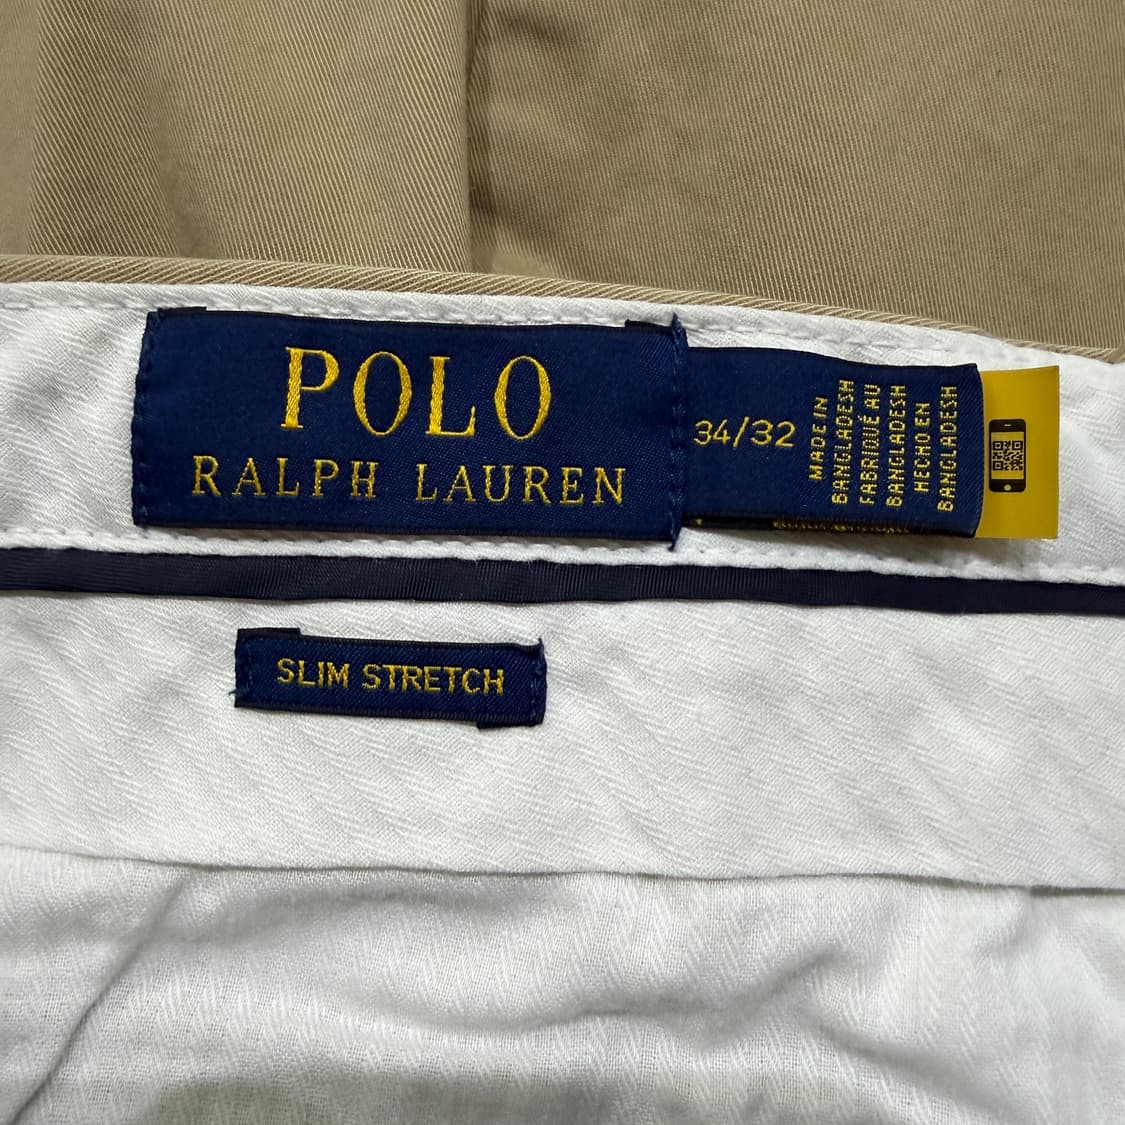 POLO
RALPH LAUREN
34/32
MADE IN
BANGLADESH
FABRIQUÉ AU
BANGLADESH
HECHO EN
BANGLADESH
SLIM STRETCH